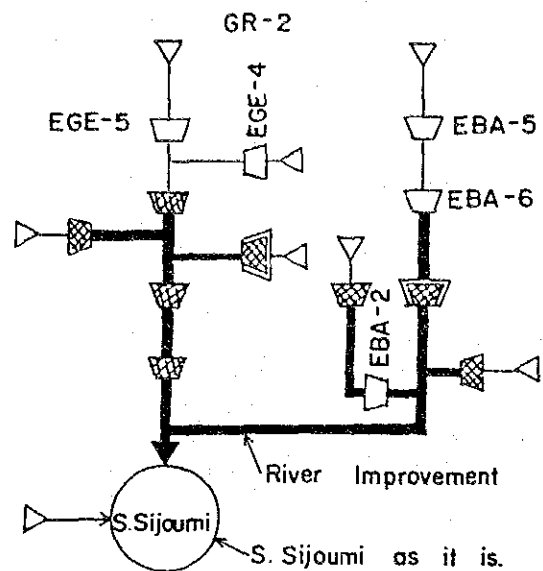 GR-2
EGE-5
EGE-4
EBA-5
EBA-6
EBA-2
River Improvement
S. Sijoumi
S. Sijoumi as it is.